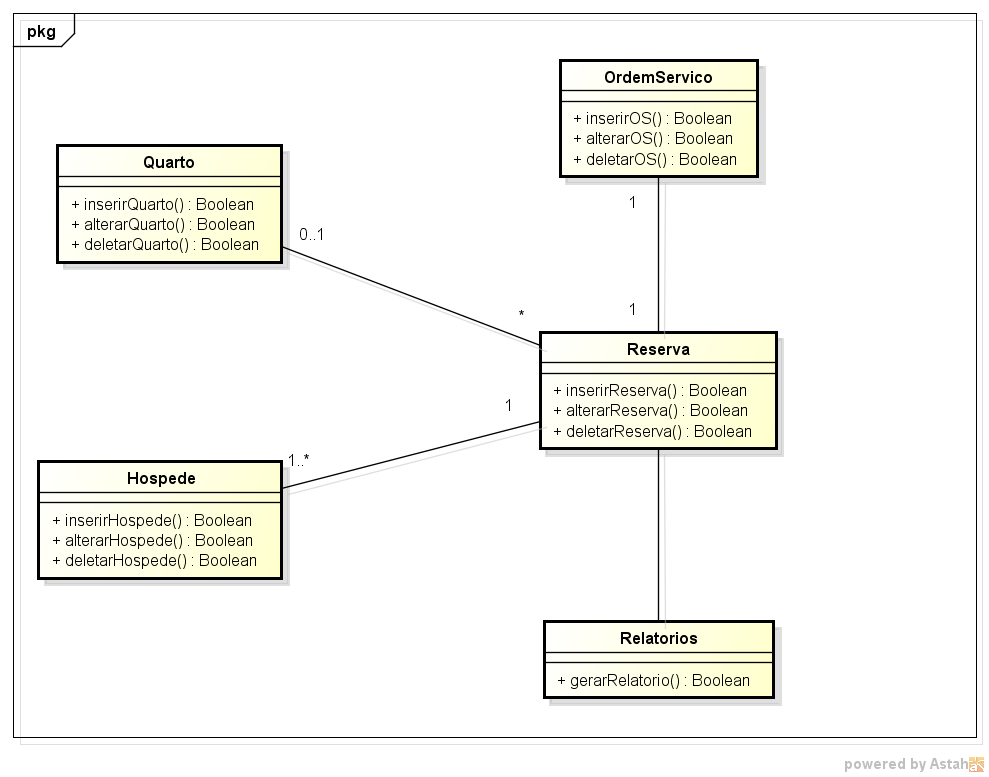 pkg
OrdemServico
+ inserirOS() : Boolean
+ alterarOS() : Boolean
+ deletarOS() : Boolean
Quarto
+ inserirQuarto() : Boolean
+ alterarQuarto() : Boolean
+ deletarQuarto() : Boolean
1
0..1
1
*
Reserva
+ inserirReserva() : Boolean
+ alterarReserva() : Boolean
+ deletarReserva() : Boolean
1
1..*
Hospede
+ inserirHospede() : Boolean
+ alterarHospede() : Boolean
+ deletarHospede() : Boolean
Relatorios
+ gerarRelatorio() : Boolean
powered by Astah